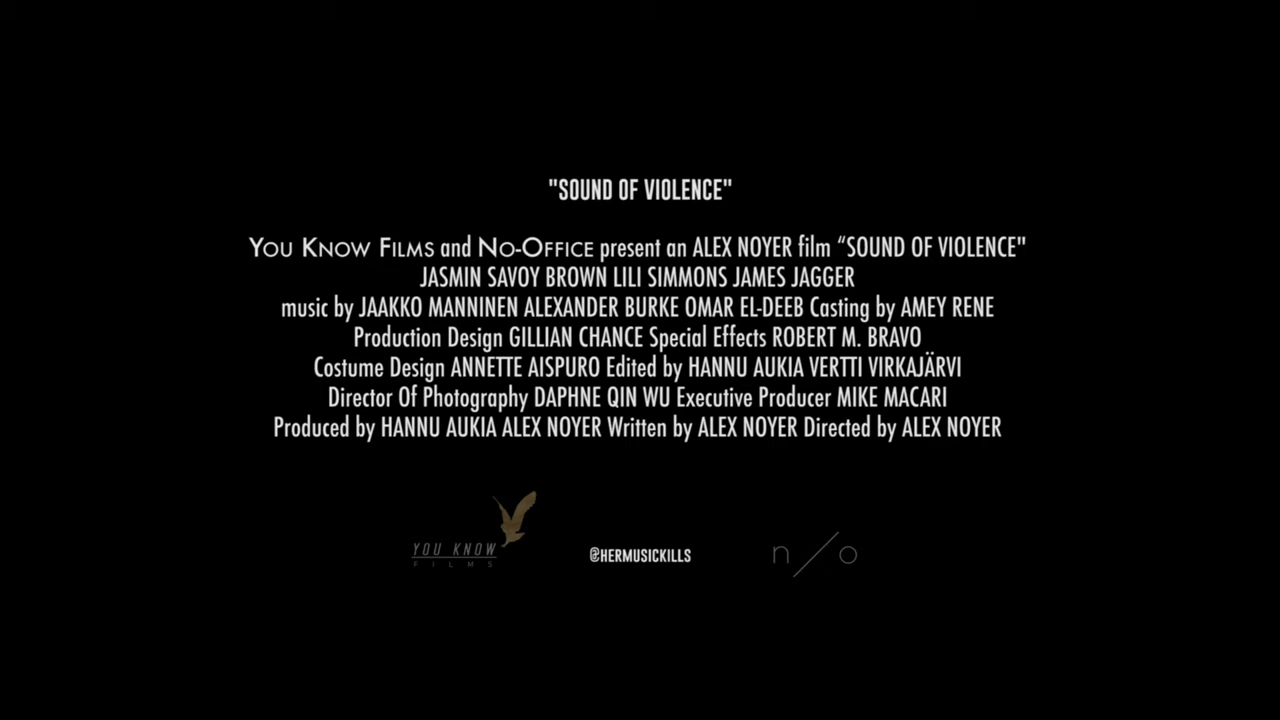 "SOUND OF VIOLENCE"
YOU KNOW FILMS and NO-OFFICE present an ALEX NOYER film “SOUND OF VIOLENCE"
JASMIN SAVOY BROWN LILI SIMMONS JAMES JAGGER
music by JAAKKO MANNINEN ALEXANDER BURKE OMAR EL-DEEB Casting by AMEY RENE
Production Design GILLIAN CHANCE Special Effects ROBERT M. BRAVO
Costume Design ANNETTE AISPURO Edited by HANNU AUKIA VERTTI VIRKAJÄRVI
Director Of Photography DAPHNE QIN WU Executive Producer MIKE MACARI
Produced by HANNU AUKIA ALEX NOYER Written by ALEX NOYER Directed by ALEX NOYER
YOU KNOW
FILMS
@HERMUSICKILLS
n/o